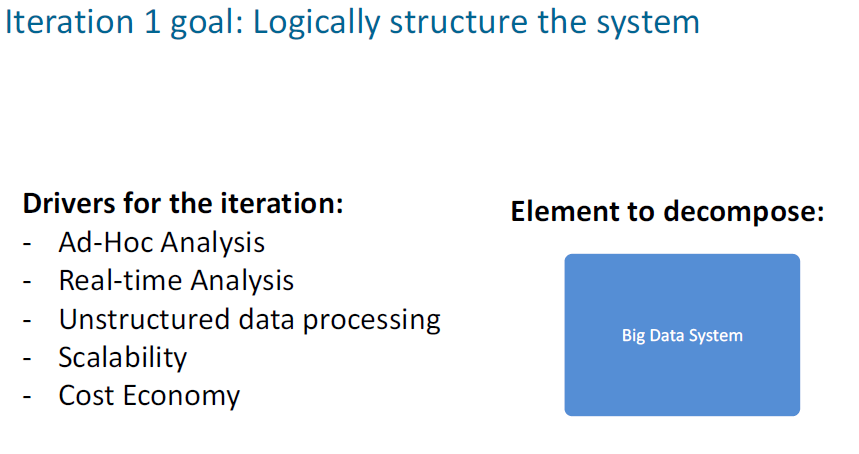 Iteration 1 goal: Logically structure the system
Drivers for the iteration:
- Ad-Hoc Analysis
- Real-time Analysis
- Unstructured data processing
- Scalability
- Cost Economy
Element to decompose:
Big Data System